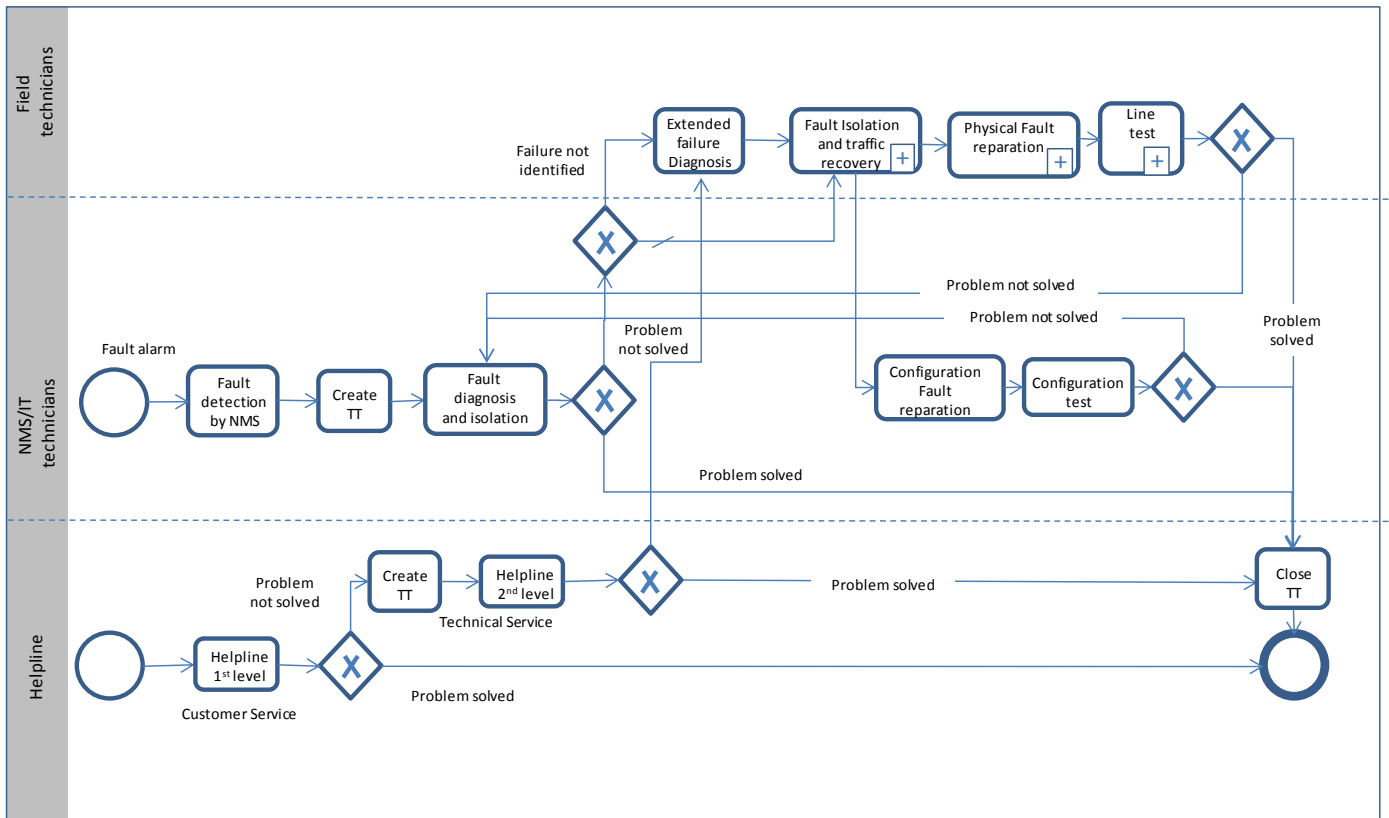 Field
technicians
Extended
failure
Diagnosis
Fault Isolation
and traffic
recovery
+
Physical Fault
reparation
+
Line
test
+
X
Failure not
identified
X
NMS/IT
technicians
Fault alarm
Fault
detection
by NMS
Create
TT
Fault
diagnosis
and isolation
X
Problem
not solved
Problem not solved
Problem not solved
Configuration
Fault
reparation
Configuration
test
X
Problem
solved
Problem solved
Helpline
Helpline
1st level
Customer Service
X
Problem
not solved
Create
TT
Helpline
2nd level
Technical Service
X
Problem solved
Problem solved
Close
TT